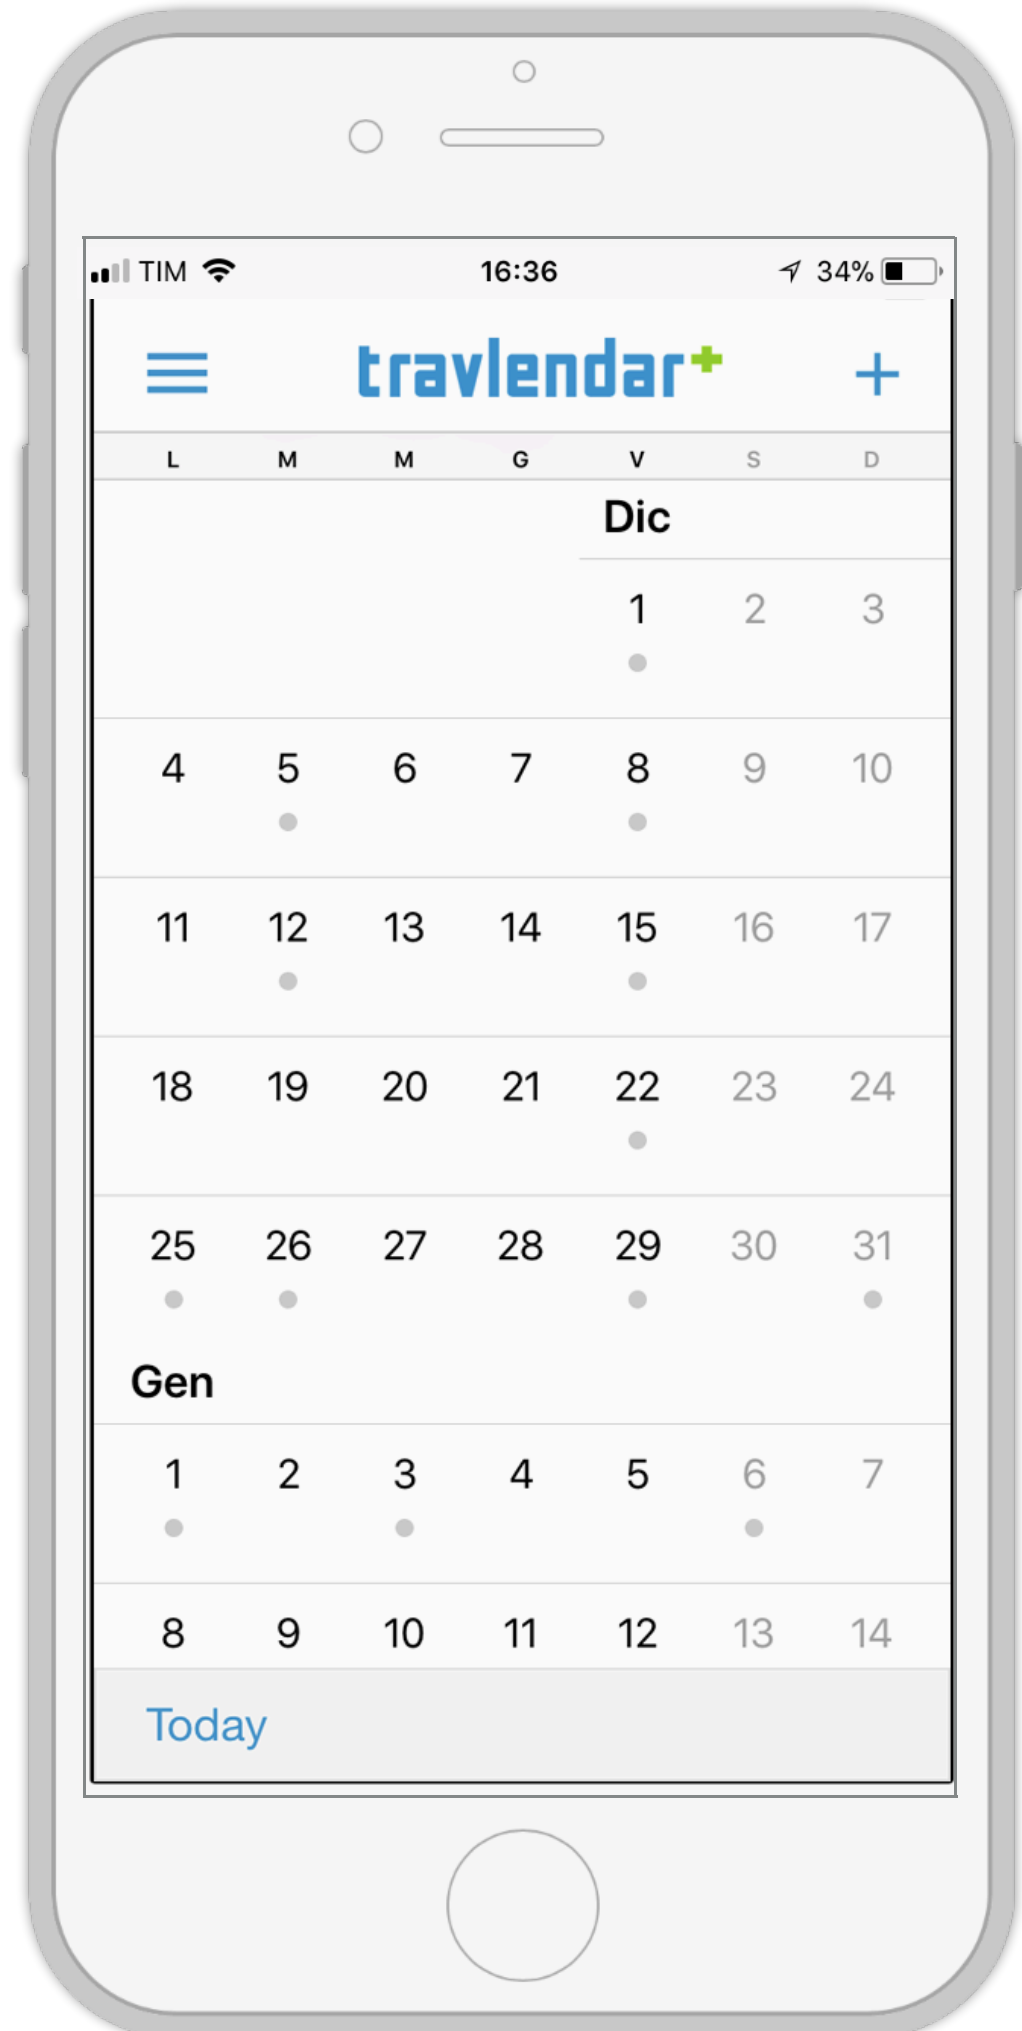 TIM 16:36 34%
travlendar+
L M M G V S D
Dic
1 2 3
4 5 6 7 8 9 10
11 12 13 14 15 16 17
18 19 20 21 22 23 24
25 26 27 28 29 30 31
Gen
1 2 3 4 5 6 7
8 9 10 11 12 13 14
Today